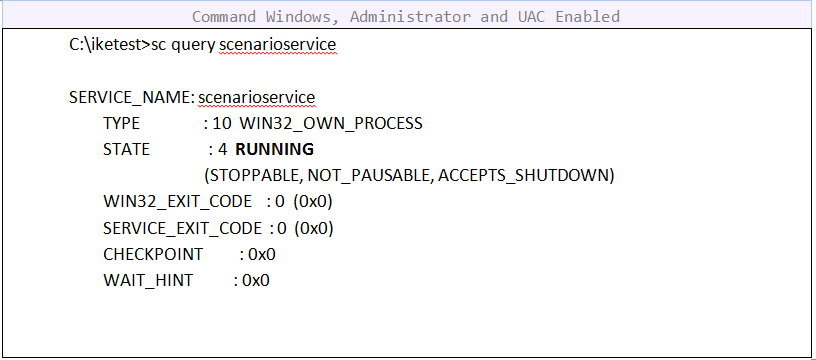 Command Windows, Administrator and UAC Enabled
C:\iketest>sc query scenarioservice
SERVICE_NAME: scenarioservice
TYPE : 10 WIN32_OWN_PROCESS
STATE : 4 RUNNING
(STOPPABLE, NOT_PAUSABLE, ACCEPTS_SHUTDOWN)
WIN32_EXIT_CODE : 0 (0x0)
SERVICE_EXIT_CODE : 0 (0x0)
CHECKPOINT : 0x0
WAIT_HINT : 0x0